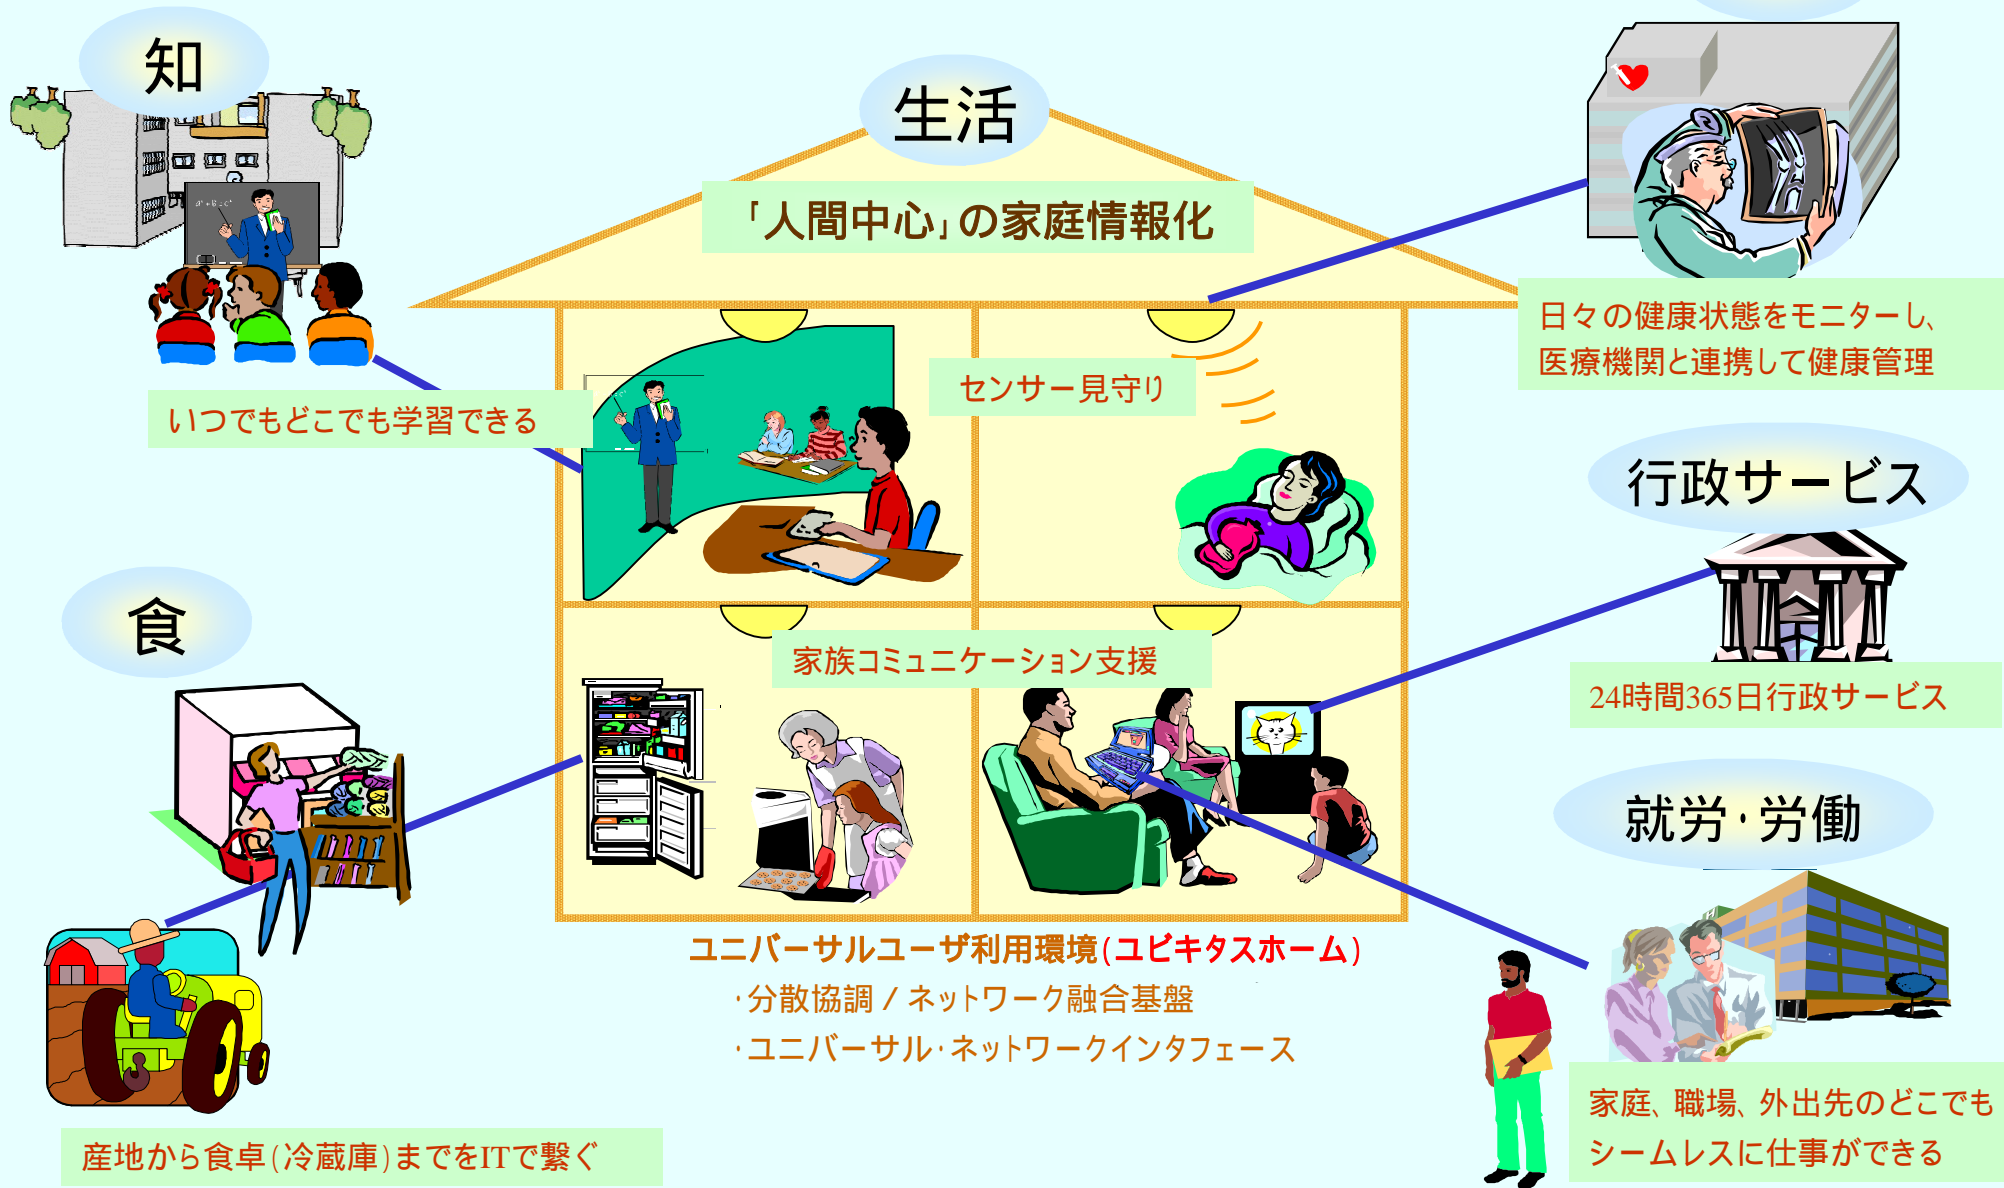 知
生活
「人間中心」の家庭情報化
日々の健康状態をモニターし、
医療機関と連携して健康管理
センサー見守り
いつでもどこでも学習できる
行政サービス
食
家族コミュニケーション支援
24時間365日行政サービス
就労・労働
ユニバーサルユーザ利用環境(ユビキタスホーム)
・分散協調 / ネットワーク融合基盤
・ユニバーサル・ネットワークインタフェース
家庭、職場、外出先のどこでも
シームレスに仕事ができる
産地から食卓(冷蔵庫)までをITで繋ぐ